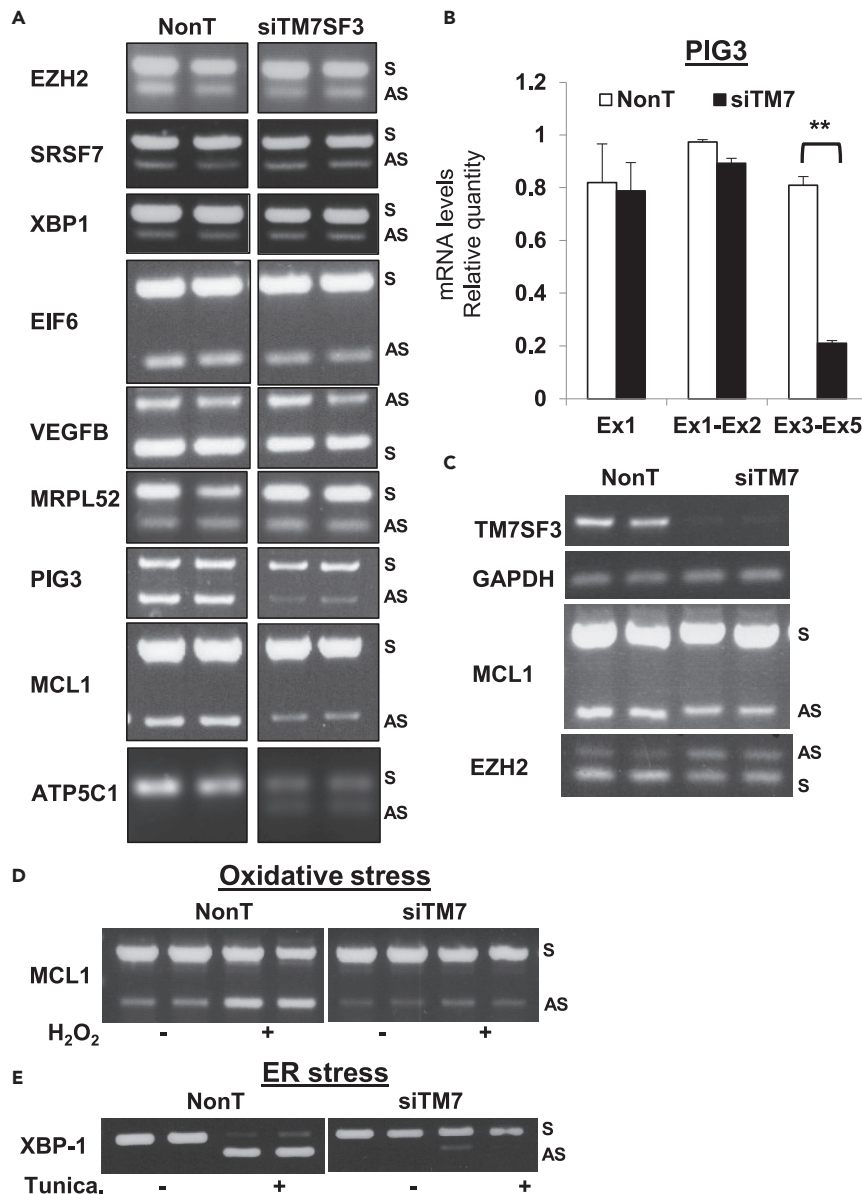 A
NonT siTM7SF3
EZH2 S
AS
SRSF7 S
AS
XBP1 S
AS
EIF6 S
AS
VEGFB AS
S
MRPL52 S
AS
PIG3 S
AS
MCL1 S
AS
ATP5C1 S
AS
B
PIG3
NonT siTM7
**
mRNA levels
Relative quantity
1.2
1
0.8
0.6
0.4
0.2
0
Ex1 Ex1-Ex2 Ex3-Ex5
C
NonT siTM7
TM7SF3
GAPDH
MCL1 S
AS
EZH2 AS
S
D
Oxidative stress
NonT siTM7
MCL1 S
AS
H₂O₂ - + - +
E
ER stress
NonT siTM7
XBP-1 S
AS
Tunica. - + - +